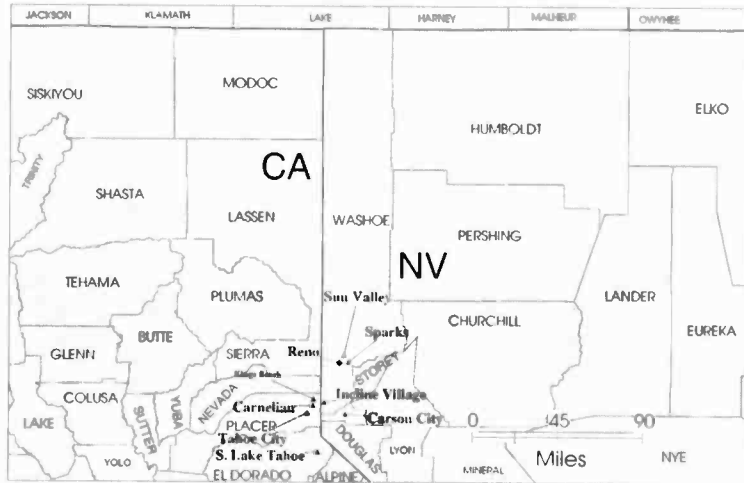 JACKSON KLAMATH LAKE HARNEY MALHEUR OWYHEE
SISKIYOU MODOC ELKO
HUMBOLDT
TRINITY
CA
SHASTA
LASSEN WASHOE
PERSHING
NV
TEHAMA
PLUMAS LANDER
Sun Valley
BUTTE Sparks CHURCHILL EUREKA
GLENN SIERRA Reno
STOREY
Kings Beach
COLUSA NEVADA Incline Village
LAKE SUTTER YUBA Carnelian Carson City 0 45 90
PLACER
Tahoe City DOUGLAS
YOLO S. Lake Tahoe LYON Miles NYE
EL DORADO ALPINE MINERAL